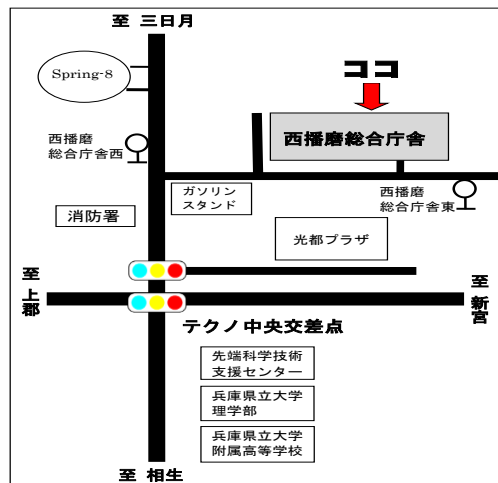 至 三日月
Spring-8
ココ
西播磨総合庁舎
西播磨
総合庁舎西
ガソリン
スタンド
西播磨
総合庁舎東
消防署
光都プラザ
至 上郡
至 新宮
テクノ中央交差点
先端科学技術
支援センター
兵庫県立大学
理学部
兵庫県立大学
附属高等学校
至 相生